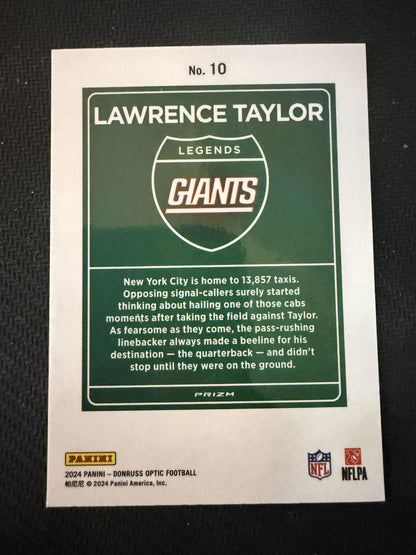 No. 10
LAWRENCE TAYLOR
LEGENDS
GIANTS
New York City is home to 13,857 taxis.
Opposing signal-callers surely started
thinking about hailing one of those cabs
moments after taking the field against Taylor.
As fearsome as they come, the pass-rushing
linebacker always made a beeline for his
destination — the quarterback — and didn't
stop until they were on the ground.
PRIZM
PANINI
2024 PANINI – DONRUSS OPTIC FOOTBALL
帕尼尼 © 2024 Panini America, Inc.
NFL
NFLPA